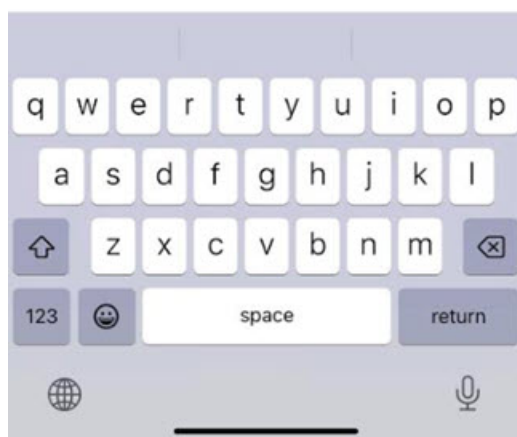 q w e r t y u i o p
a s d f g h j k l
z x c v b n m
123 space return